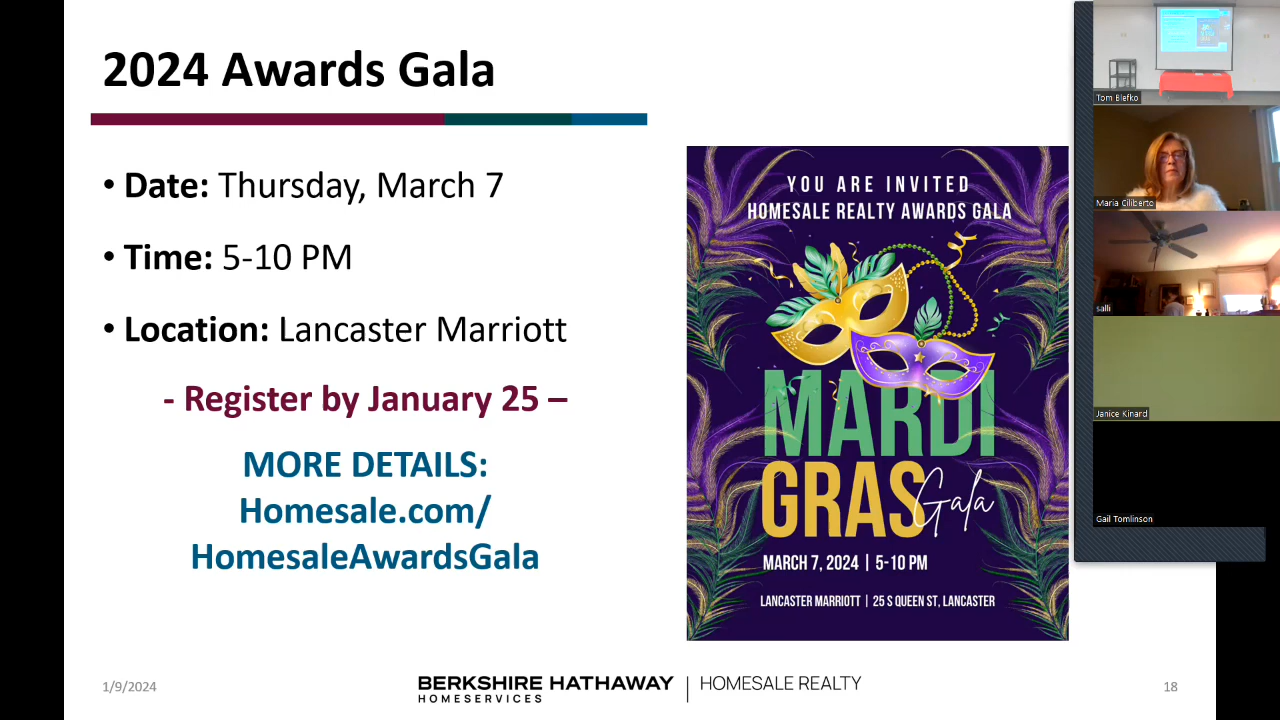 2024 Awards Gala
• Date: Thursday, March 7
• Time: 5-10 PM
• Location: Lancaster Marriott
- Register by January 25 –
MORE DETAILS:
Homesale.com/
HomesaleAwardsGala
YOU ARE INVITED
HOMESALE REALTY AWARDS GALA
MARDI
GRAS Gala
MARCH 7, 2024 | 5-10 PM
LANCASTER MARRIOTT | 25 S QUEEN ST, LANCASTER
Tom Blefko
Maria Ciliberto
salli
Janice Kinard
Gail Tomlinson
1/9/2024
BERKSHIRE HATHAWAY | HOMESALE REALTY
HOMESERVICES
18